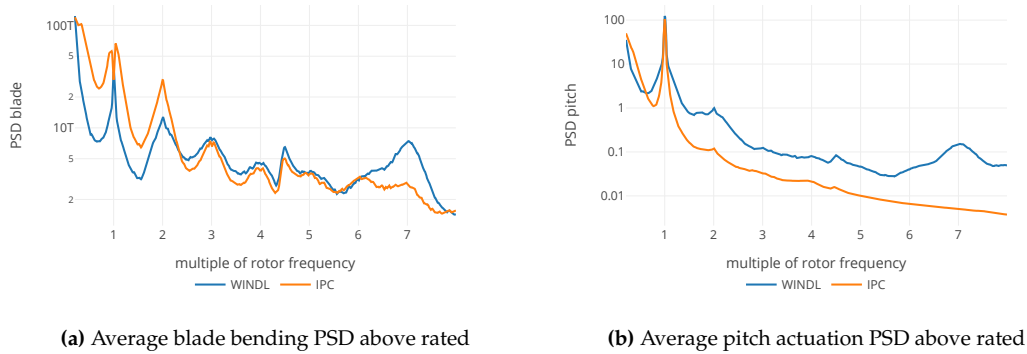 100T
5
2
10T
5
2
PSD blade
1 2 3 4 5 6 7
multiple of rotor frequency
WINDL IPC
(a) Average blade bending PSD above rated
100
10
1
0.1
0.01
PSD pitch
1 2 3 4 5 6 7
multiple of rotor frequency
WINDL IPC
(b) Average pitch actuation PSD above rated